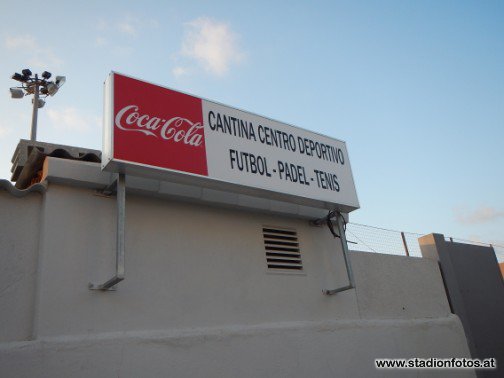 Coca-Cola
CANTINA CENTRO DEPORTIVO
FUTBOL - PADEL - TENIS
www.stadionfotos.at